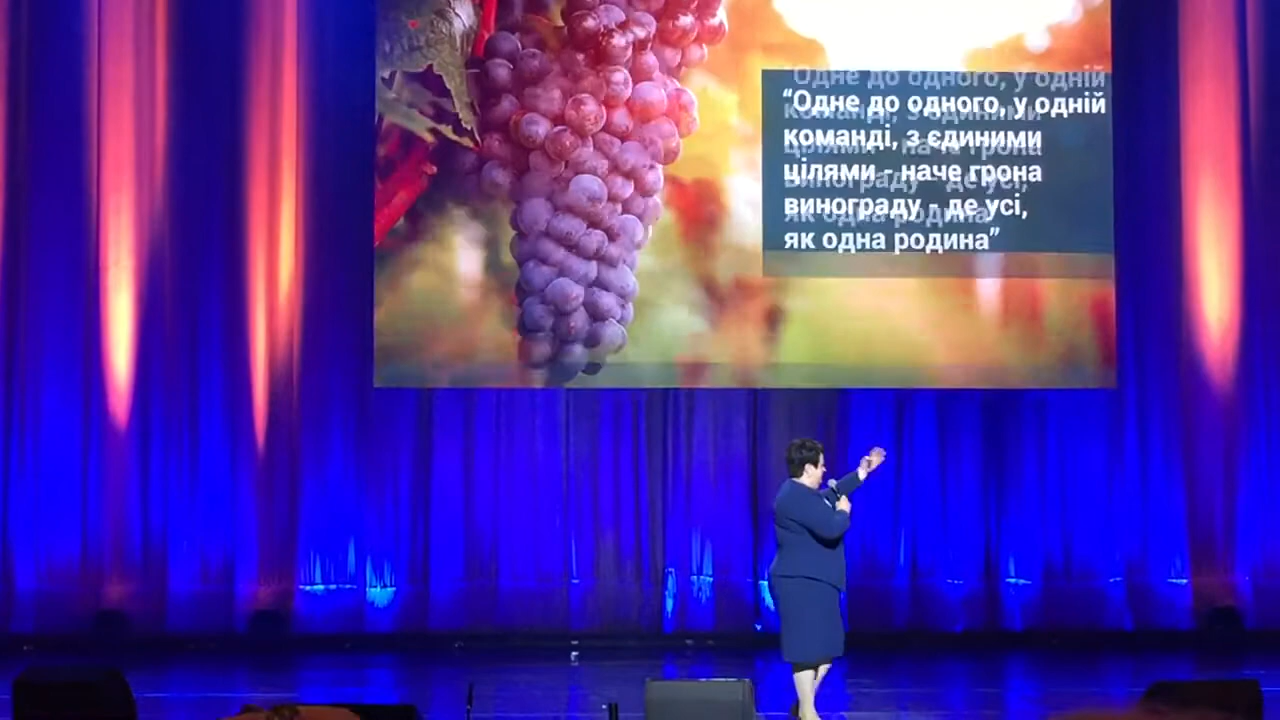 “Одне до одного, у одній
команді, з єдиними
цілями - наче грона
винограду - де усі,
як одна родина”